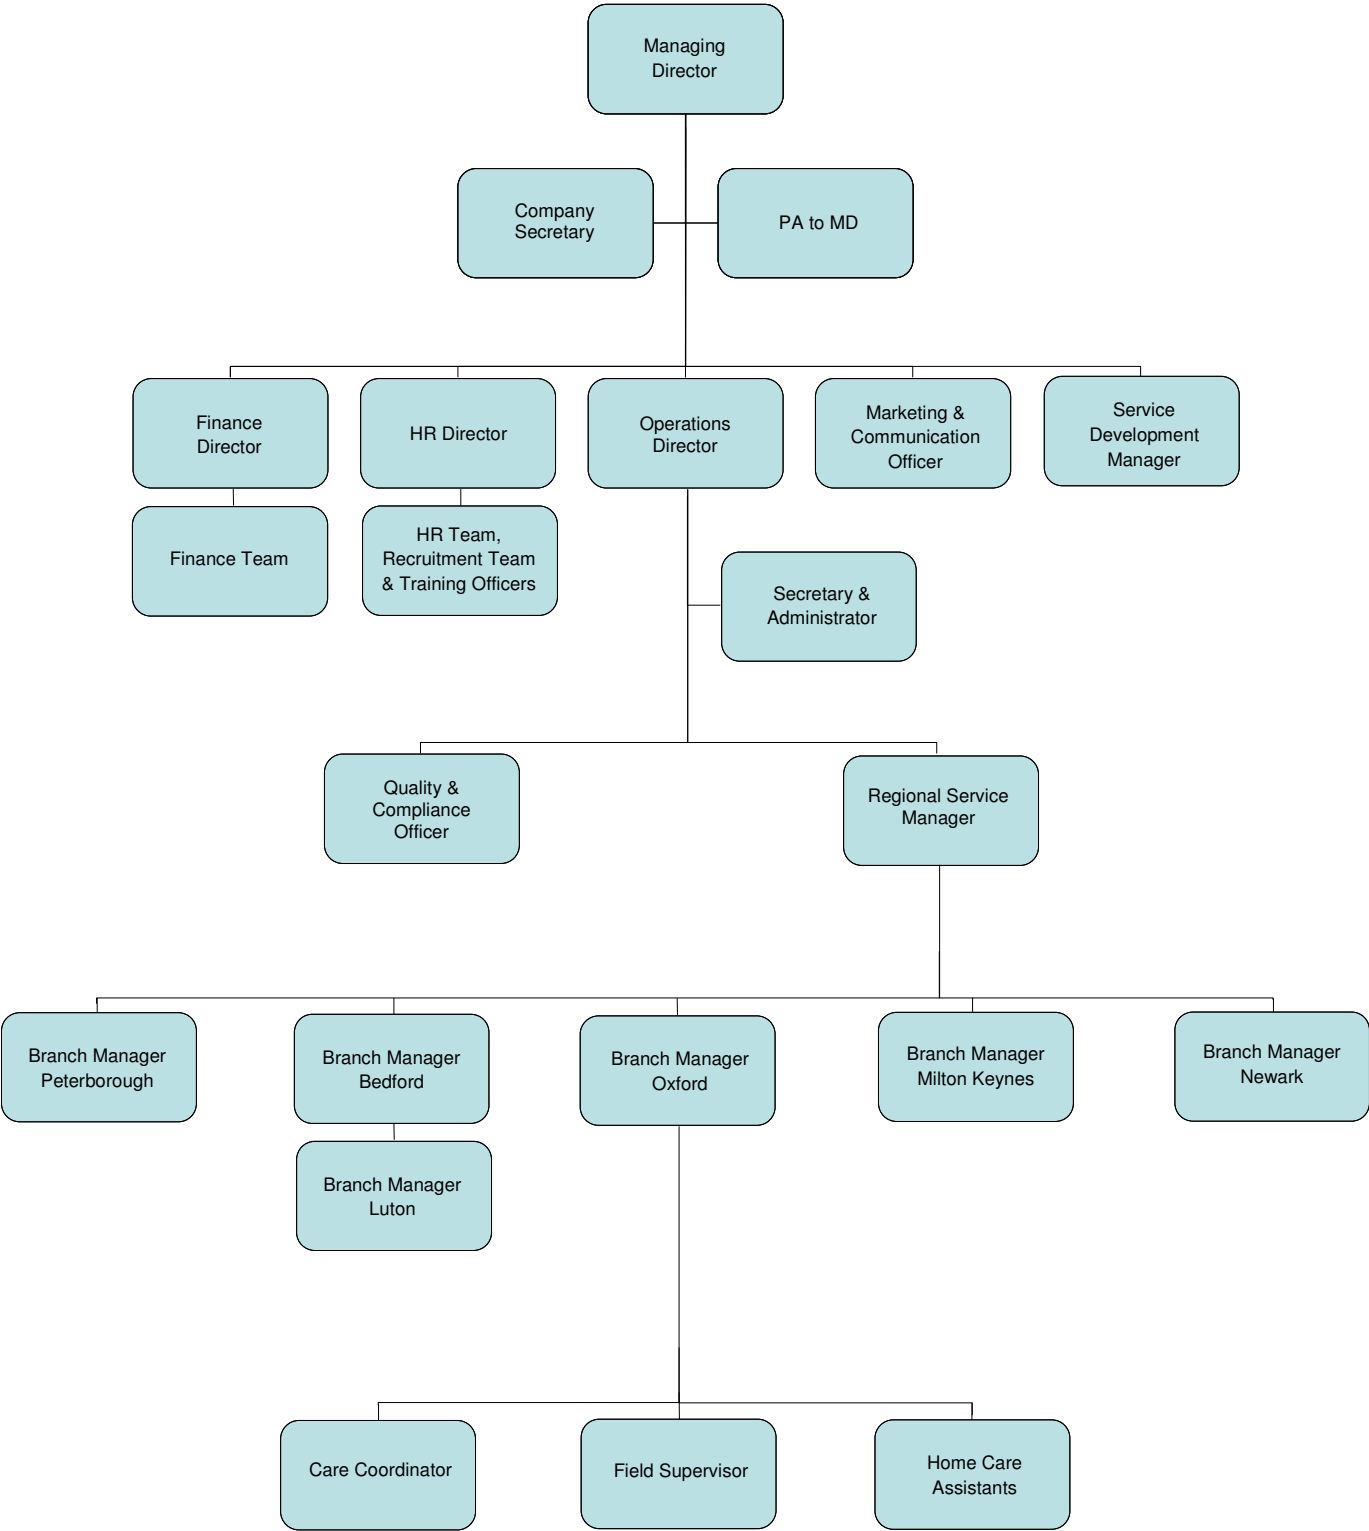 Managing
Director
Company
Secretary
PA to MD
Finance
Director
HR Director
Operations
Director
Marketing &
Communication
Officer
Service
Development
Manager
Finance Team
HR Team,
Recruitment Team
& Training Officers
Secretary &
Administrator
Quality &
Compliance
Officer
Regional Service
Manager
Branch Manager
Peterborough
Branch Manager
Bedford
Branch Manager
Oxford
Branch Manager
Milton Keynes
Branch Manager
Newark
Branch Manager
Luton
Care Coordinator
Field Supervisor
Home Care
Assistants